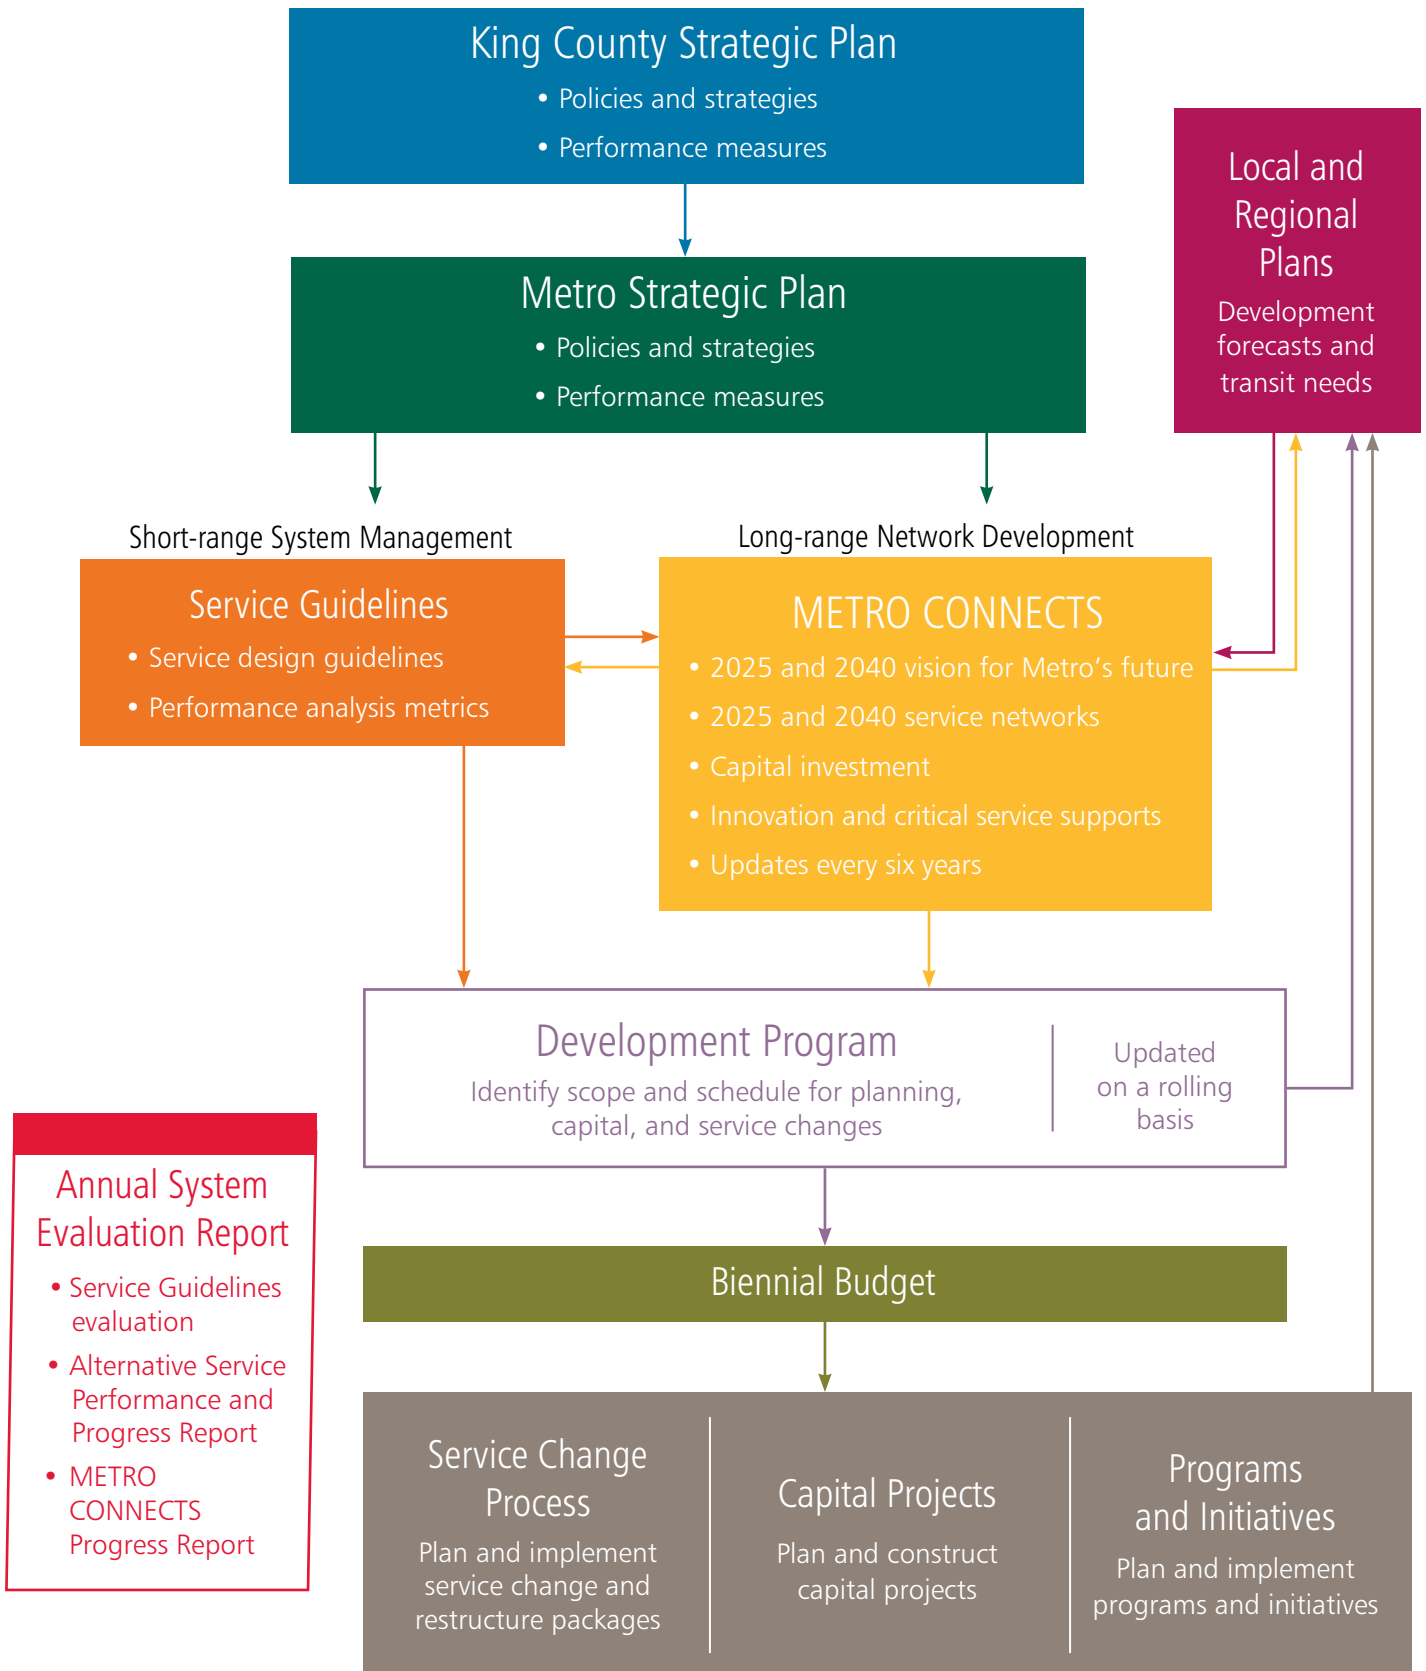 King County Strategic Plan
• Policies and strategies
• Performance measures
Local and
Regional
Plans
Development
forecasts and
transit needs
Metro Strategic Plan
• Policies and strategies
• Performance measures
Short-range System Management
Service Guidelines
• Service design guidelines
• Performance analysis metrics
Long-range Network Development
METRO CONNECTS
• 2025 and 2040 vision for Metro’s future
• 2025 and 2040 service networks
• Capital investment
• Innovation and critical service supports
• Updates every six years
Development Program
Identify scope and schedule for planning,
capital, and service changes
Updated
on a rolling
basis
Annual System
Evaluation Report
• Service Guidelines
evaluation
• Alternative Service
Performance and
Progress Report
• METRO
CONNECTS
Progress Report
Biennial Budget
Service Change
Process
Plan and implement
service change and
restructure packages
Capital Projects
Plan and construct
capital projects
Programs
and Initiatives
Plan and implement
programs and initiatives